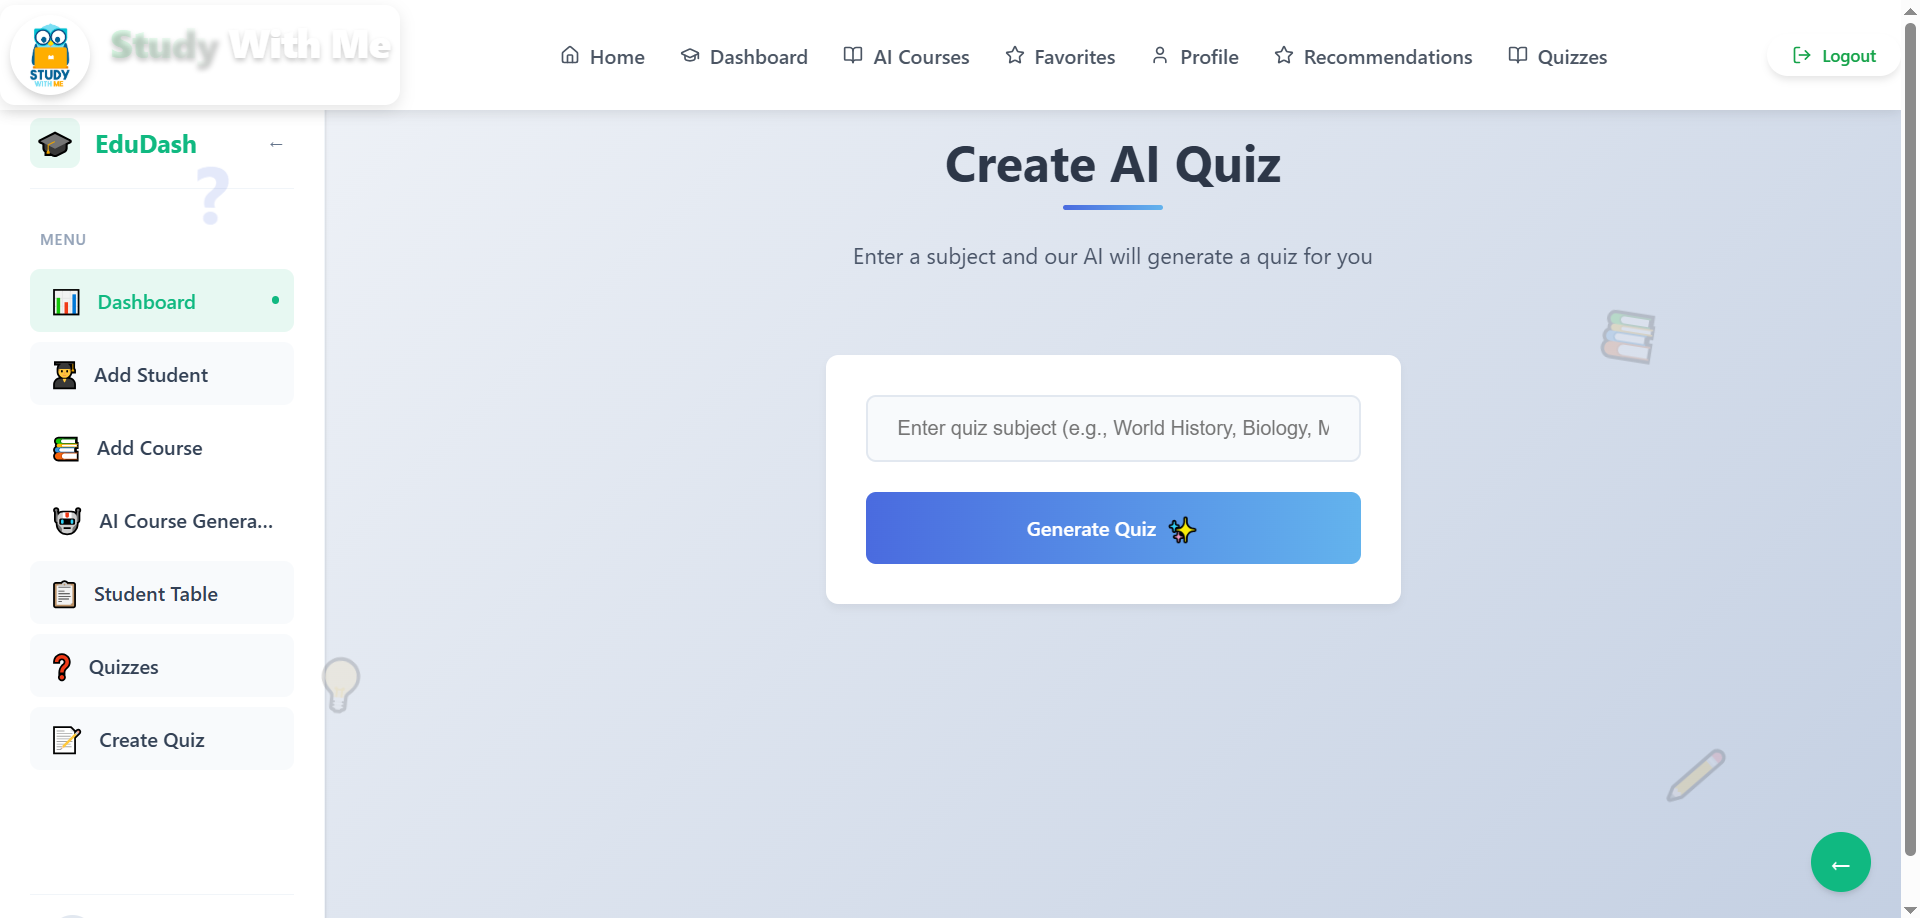 STUDY
WITH ME
Study With Me
Home
Dashboard
AI Courses
Favorites
Profile
Recommendations
Quizzes
Logout
EduDash
←
?
MENU
Dashboard
Add Student
Add Course
AI Course Genera...
Student Table
Quizzes
Create Quiz
Create AI Quiz
Enter a subject and our AI will generate a quiz for you
Enter quiz subject (e.g., World History, Biology, M
Generate Quiz
←